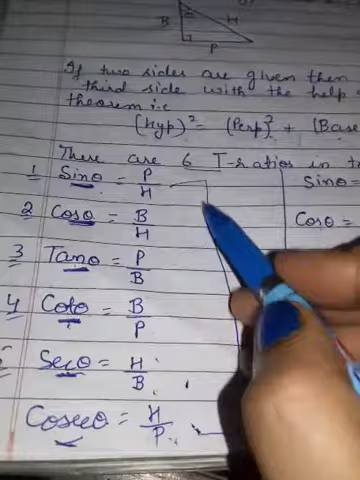 B H
P
If two sides are given then
third side with the help
theorem i.e
(Hyp)² = (Perp)² + (Base
There are 6 T-ratios in
1 Sinθ = P/H
2 Cosθ = B/H
3 Tanθ = P/B
4 Cotθ = B/P
Secθ = H/B
Cosecθ = H/P
Sinθ =
Cosθ =